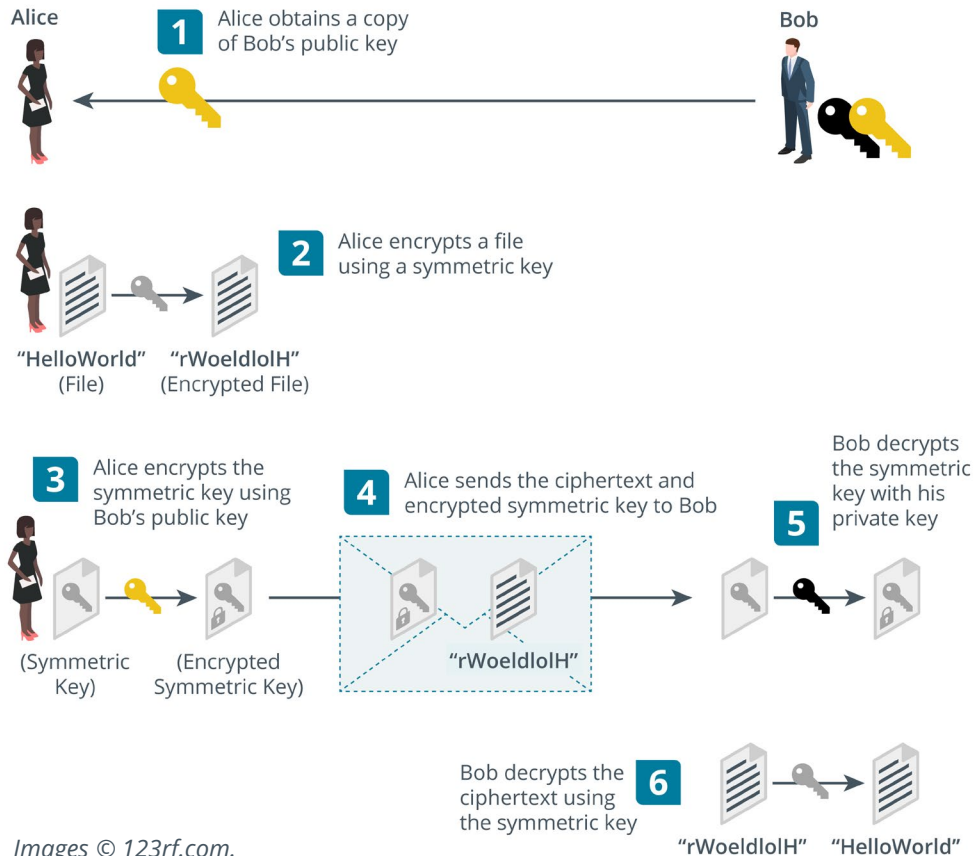 Alice
1
Alice obtains a copy
of Bob's public key
Bob
2
Alice encrypts a file
using a symmetric key
“HelloWorld”
(File)
“rWoeldlolH”
(Encrypted File)
3
Alice encrypts the
symmetric key using
Bob's public key
(Symmetric
Key)
(Encrypted
Symmetric Key)
4
Alice sends the ciphertext and
encrypted symmetric key to Bob
“rWoeldlolH”
5
Bob decrypts
the symmetric
key with his
private key
6
Bob decrypts the
ciphertext using
the symmetric key
“rWoeldlolH”
“HelloWorld”
Images © 123rf.com.